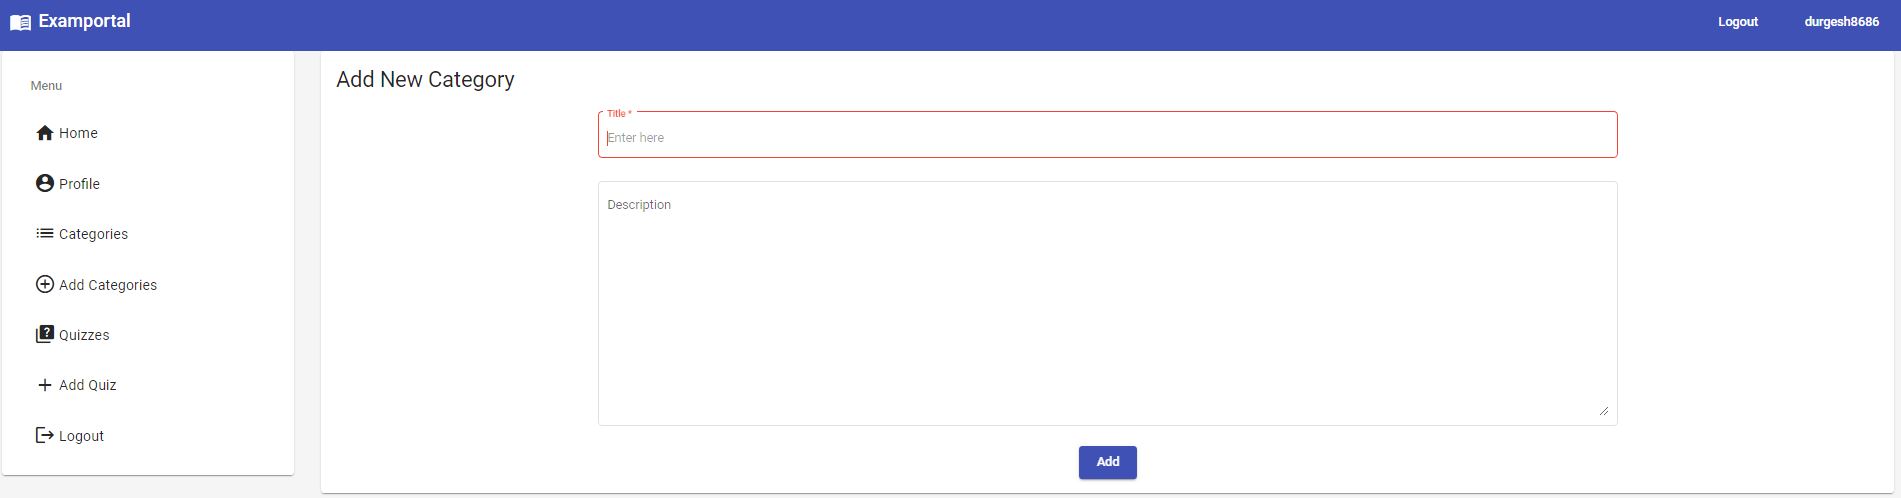 Examportal
Logout
durgesh8686
Menu
Home
Profile
Categories
Add Categories
Quizzes
Add Quiz
Logout
Add New Category
Title *
Enter here
Description
Add